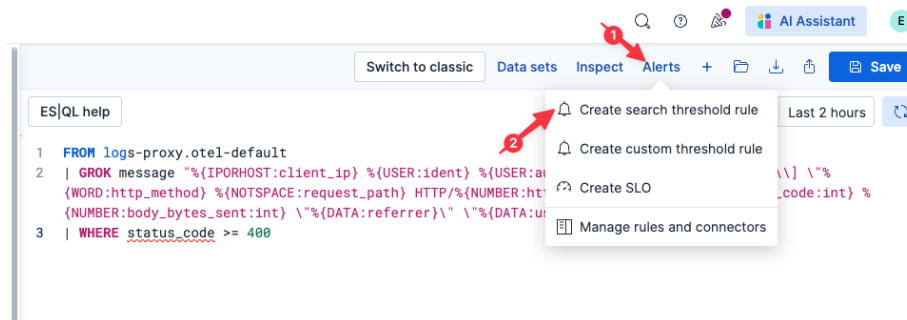 AI Assistant
E
1
Switch to classic
Data sets
Inspect
Alerts
Save
ES|QL help
Create search threshold rule
Last 2 hours
2
Create custom threshold rule
Create SLO
Manage rules and connectors
1 FROM logs-proxy.otel-default
2 | GROK message "%{IPORHOST:client_ip} %{USER:ident} %{USER:au \\] \"%
{WORD:http_method} %{NOTSPACE:request_path} HTTP/%{NUMBER:htt _code:int} %
{NUMBER:body_bytes_sent:int} \"%{DATA:referrer}\" \"%{DATA:us
3 | WHERE status_code >= 400